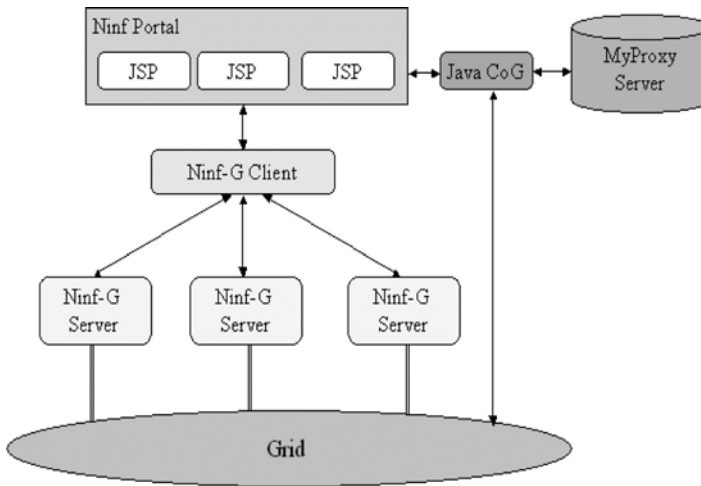 Ninf Portal
JSP
JSP
JSP
Java CoG
MyProxy
Server
Ninf-G Client
Ninf-G
Server
Ninf-G
Server
Ninf-G
Server
Grid